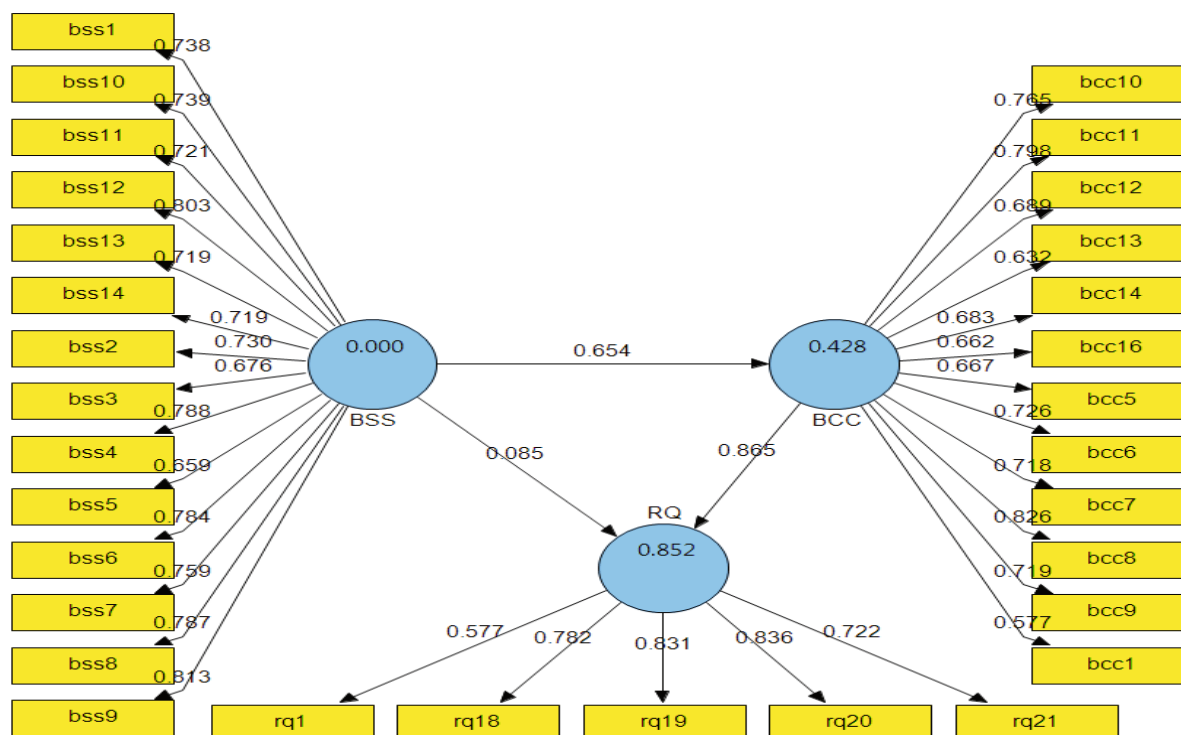 bss1
0.738
bss10
0.739
bss11
0.721
bss12
0.803
bss13
0.719
bss14
0.719
bss2
0.730
bss3
0.676
bss4
0.788
bss5
0.659
bss6
0.784
bss7
0.759
bss8
0.787
bss9
0.813
0.000
BSS
0.654
0.085
0.428
BCC
0.865
RQ
0.852
bcc10
0.765
bcc11
0.798
bcc12
0.689
bcc13
0.632
bcc14
0.683
bcc16
0.662
bcc5
0.667
bcc6
0.726
bcc7
0.718
bcc8
0.826
bcc9
0.719
bcc1
0.577
0.577
0.782
0.831
0.836
0.722
rq1
rq18
rq19
rq20
rq21